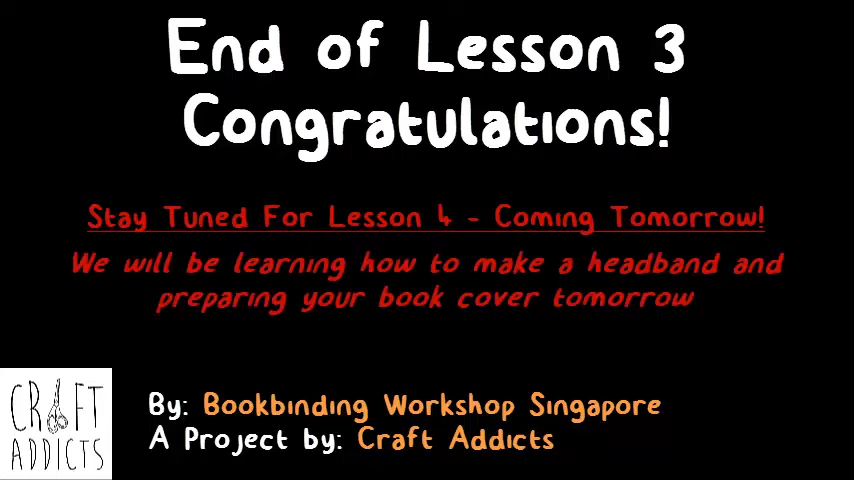 End of Lesson 3
Congratulations!
Stay Tuned For Lesson 4 - Coming Tomorrow!
We will be learning how to make a headband and
preparing your book cover tomorrow
CRAFT
ADDICTS
By: Bookbinding Workshop Singapore
A Project by: Craft Addicts